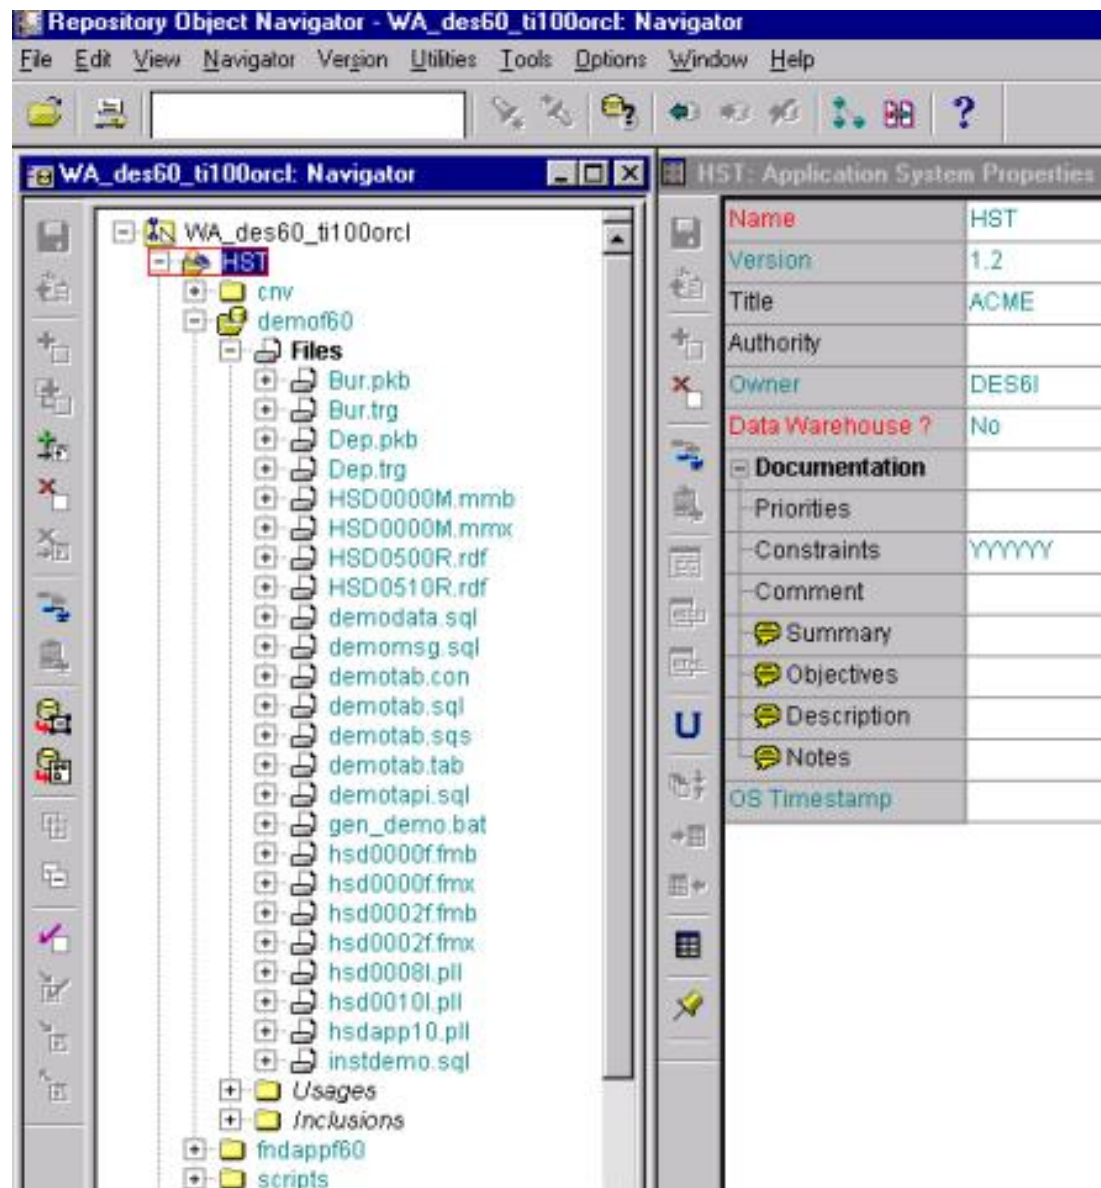 Repository Object Navigator - WA_des60_ti100orcl: Navigator
File Edit View Navigator Version Utilities Tools Options Window Help
WA_des60_ti100orcl: Navigator
WA_des60_ti100orcl
HST
cnv
demof60
Files
Bur.pkb
Bur.trg
Dep.pkb
Dep.trg
HSD0000M.mmb
HSD0000M.mmx
HSD0500R.rdf
HSD0510R.rdf
demodata.sql
demomsg.sql
demotab.con
demotab.sql
demotab.sqs
demotab.tab
demotapi.sql
gen_demo.bat
hsd0000f.fmb
hsd0000f.fmx
hsd0002f.fmb
hsd0002f.fmx
hsd0008l.pll
hsd0010l.pll
hsdapp10.pll
instdemo.sql
Usages
Inclusions
fndappf60
scripts
HST: Application System Properties
Name HST
Version 1.2
Title ACME
Authority
Owner DES6I
Data Warehouse ? No
Documentation
Priorities
Constraints YYYYYY
Comment
Summary
Objectives
Description
Notes
OS Timestamp